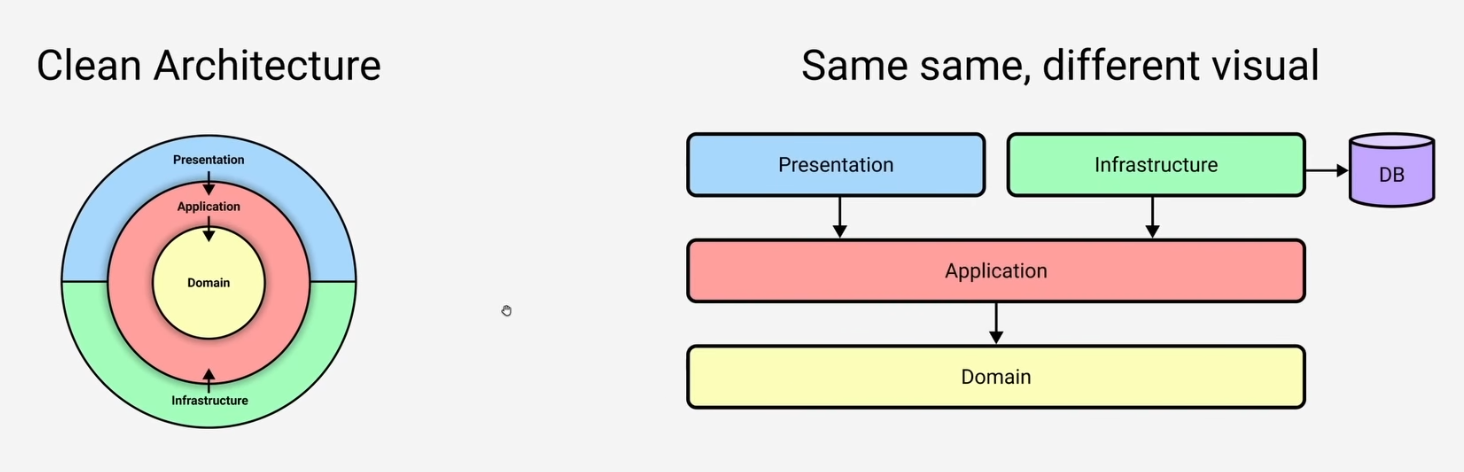 Clean Architecture
Presentation
Application
Domain
Infrastructure
Same same, different visual
Presentation
Infrastructure
DB
Application
Domain